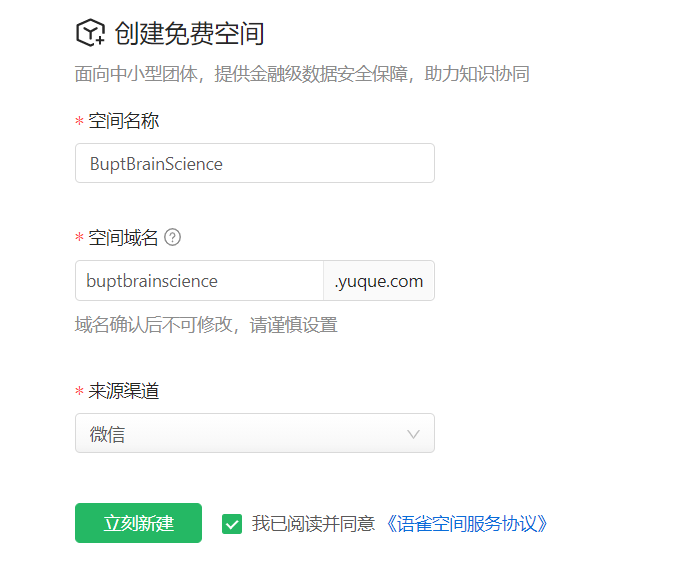 创建免费空间
面向中小型团体，提供金融级数据安全保障，助力知识协同
* 空间名称
BuptBrainScience
* 空间域名 ?
buptbrainscience .yuque.com
域名确认后不可修改，请谨慎设置
* 来源渠道
微信
立刻新建 我已阅读并同意 《语雀空间服务协议》